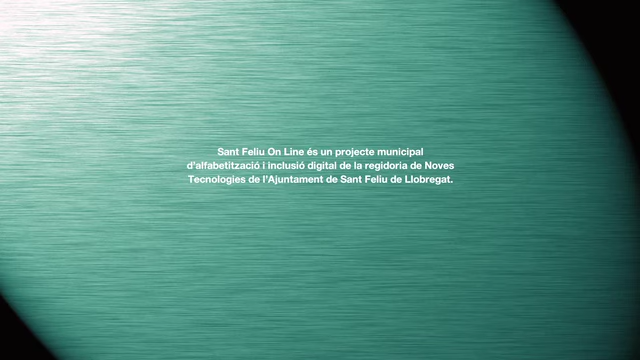 Sant Feliu On Line és un projecte municipal
d'alfabetització i inclusió digital de la regidoria de Noves
Tecnologies de l'Ajuntament de Sant Feliu de Llobregat.